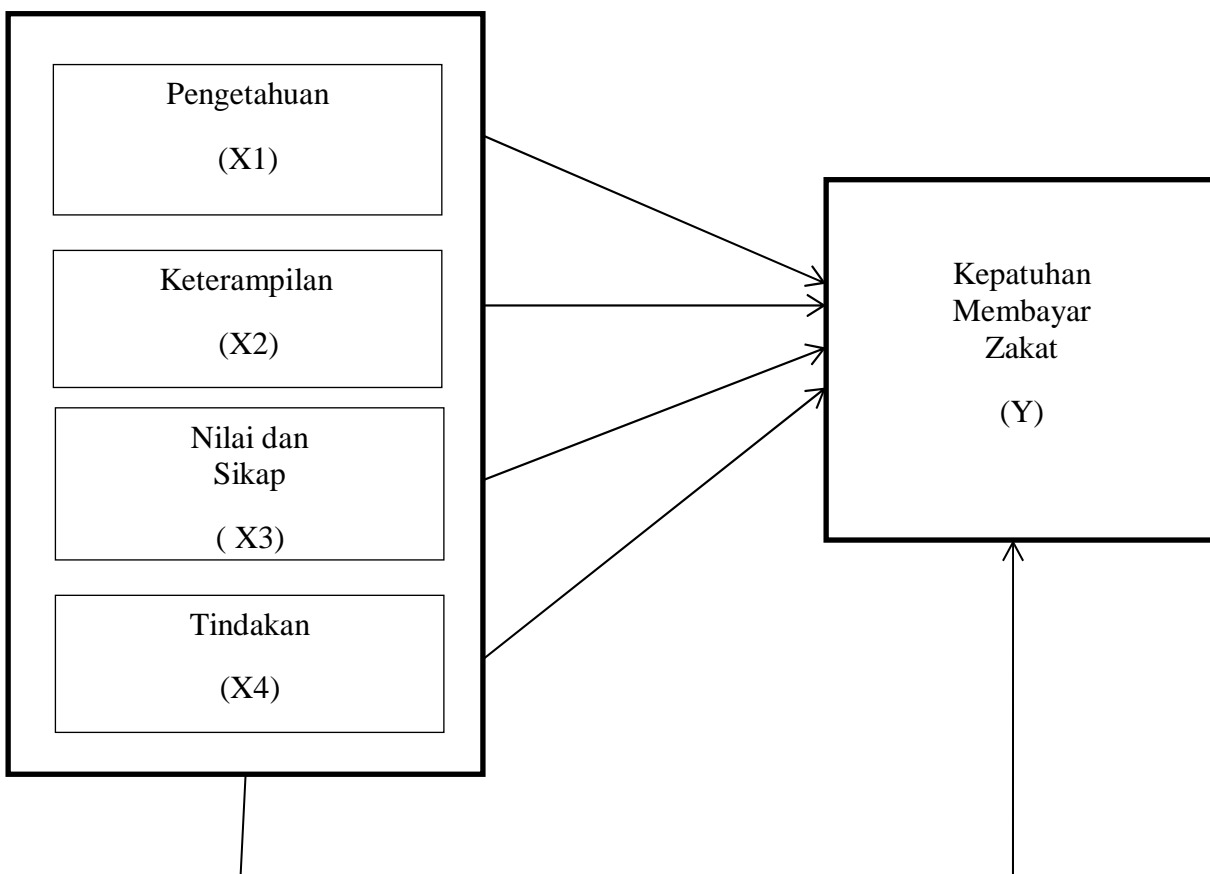 Pengetahuan
(X1)
Keterampilan
(X2)
Nilai dan
Sikap
( X3)
Tindakan
(X4)
Kepatuhan
Membayar
Zakat
(Y)